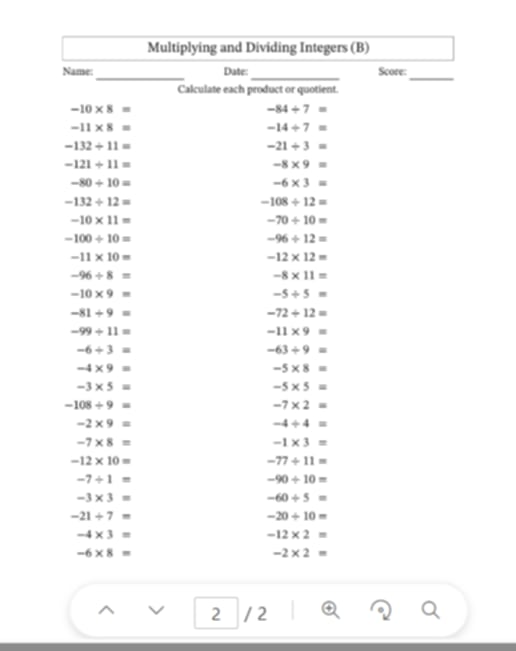 Multiplying and Dividing Integers (B)
Name: Date: Score:
Calculate each product or quotient.
−10 × 8 =
−11 × 8 =
−132 ÷ 11 =
−121 ÷ 11 =
−80 ÷ 10 =
−132 ÷ 12 =
−10 × 11 =
−100 ÷ 10 =
−11 × 10 =
−96 ÷ 8 =
−10 × 9 =
−81 ÷ 9 =
−99 ÷ 11 =
−6 ÷ 3 =
−4 × 9 =
−3 × 5 =
−108 ÷ 9 =
−2 × 9 =
−7 × 8 =
−12 × 10 =
−7 ÷ 1 =
−3 × 3 =
−21 ÷ 7 =
−4 × 3 =
−6 × 8 =
−84 ÷ 7 =
−14 ÷ 7 =
−21 ÷ 3 =
−8 × 9 =
−6 × 3 =
−108 ÷ 12 =
−70 ÷ 10 =
−96 ÷ 12 =
−12 × 12 =
−8 × 11 =
−5 ÷ 5 =
−72 ÷ 12 =
−11 × 9 =
−63 ÷ 9 =
−5 × 8 =
−5 × 5 =
−7 × 2 =
−4 ÷ 4 =
−1 × 3 =
−77 ÷ 11 =
−90 ÷ 10 =
−60 ÷ 5 =
−20 ÷ 10 =
−12 × 2 =
−2 × 2 =
2 / 2